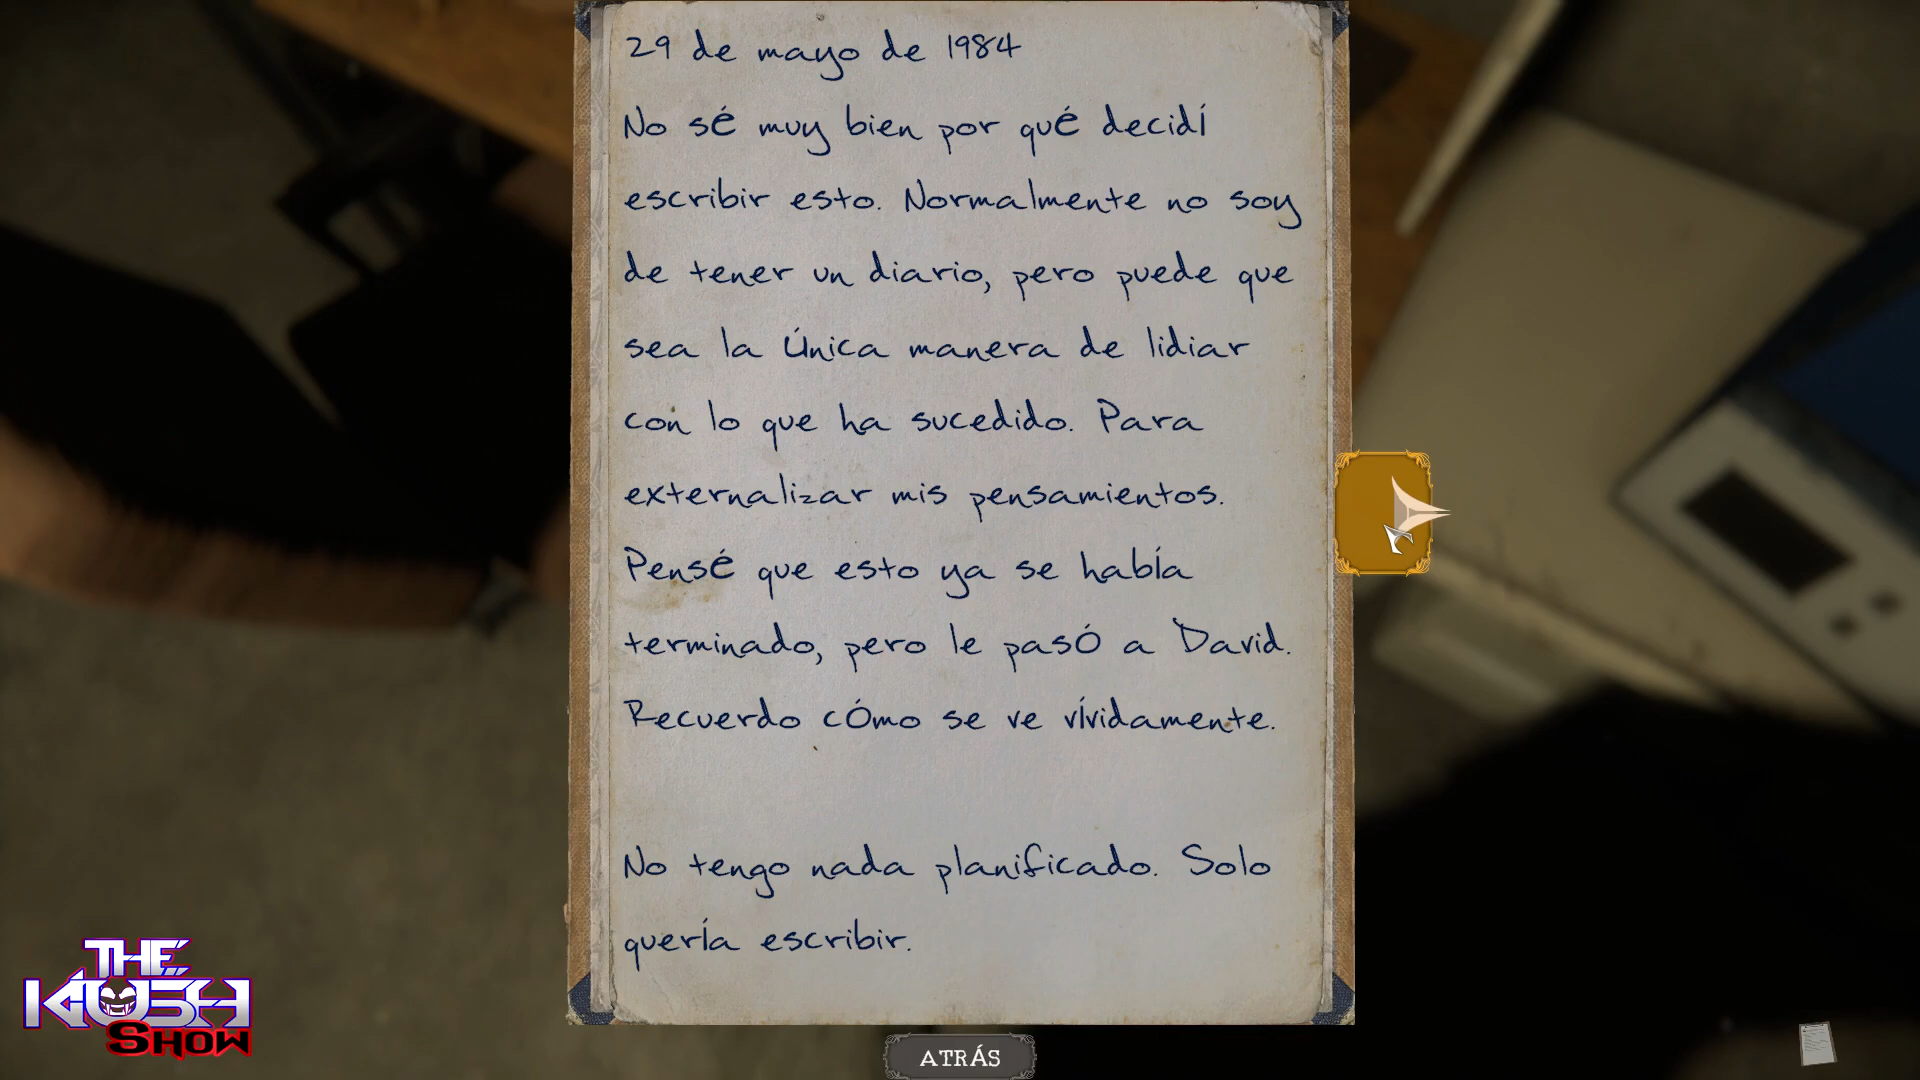 29 de mayo de 1984
No sé muy bien por qué decidí
escribir esto. Normalmente no soy
de tener un diario, pero puede que
sea la única manera de lidiar
con lo que ha sucedido. Para
externalizar mis pensamientos.
Pensé que esto ya se había
terminado, pero le pasó a David.
Recuerdo cómo se ve vívidamente.
No tengo nada planificado. Solo
quería escribir.
THE
KUSH
SHOW
ATRÁS